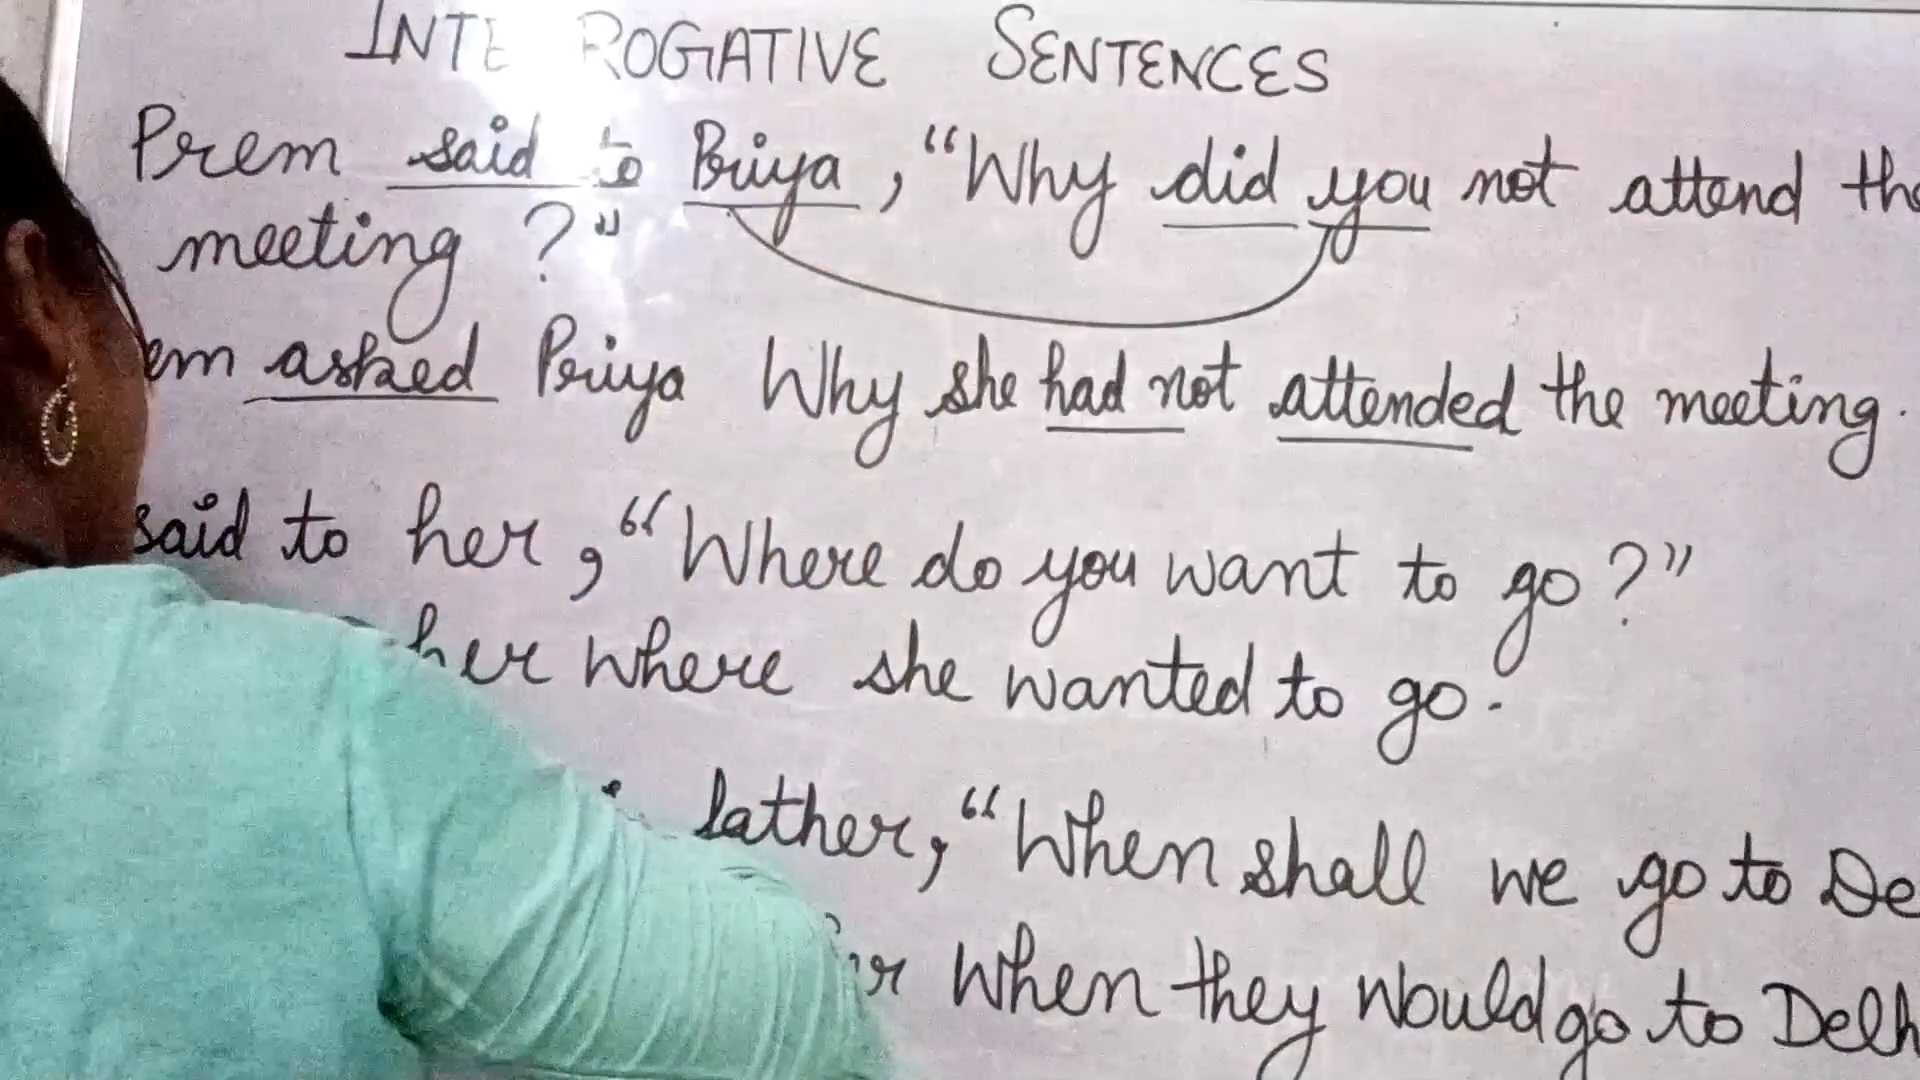 INTE ROGATIVE SENTENCES
Prem said to Priya, "Why did you not attend the
meeting ?"
em asked Priya Why she had not attended the meeting.
said to her, "Where do you want to go ?"
her where she wanted to go.
father, "When shall we go to De
when they would go to Delh